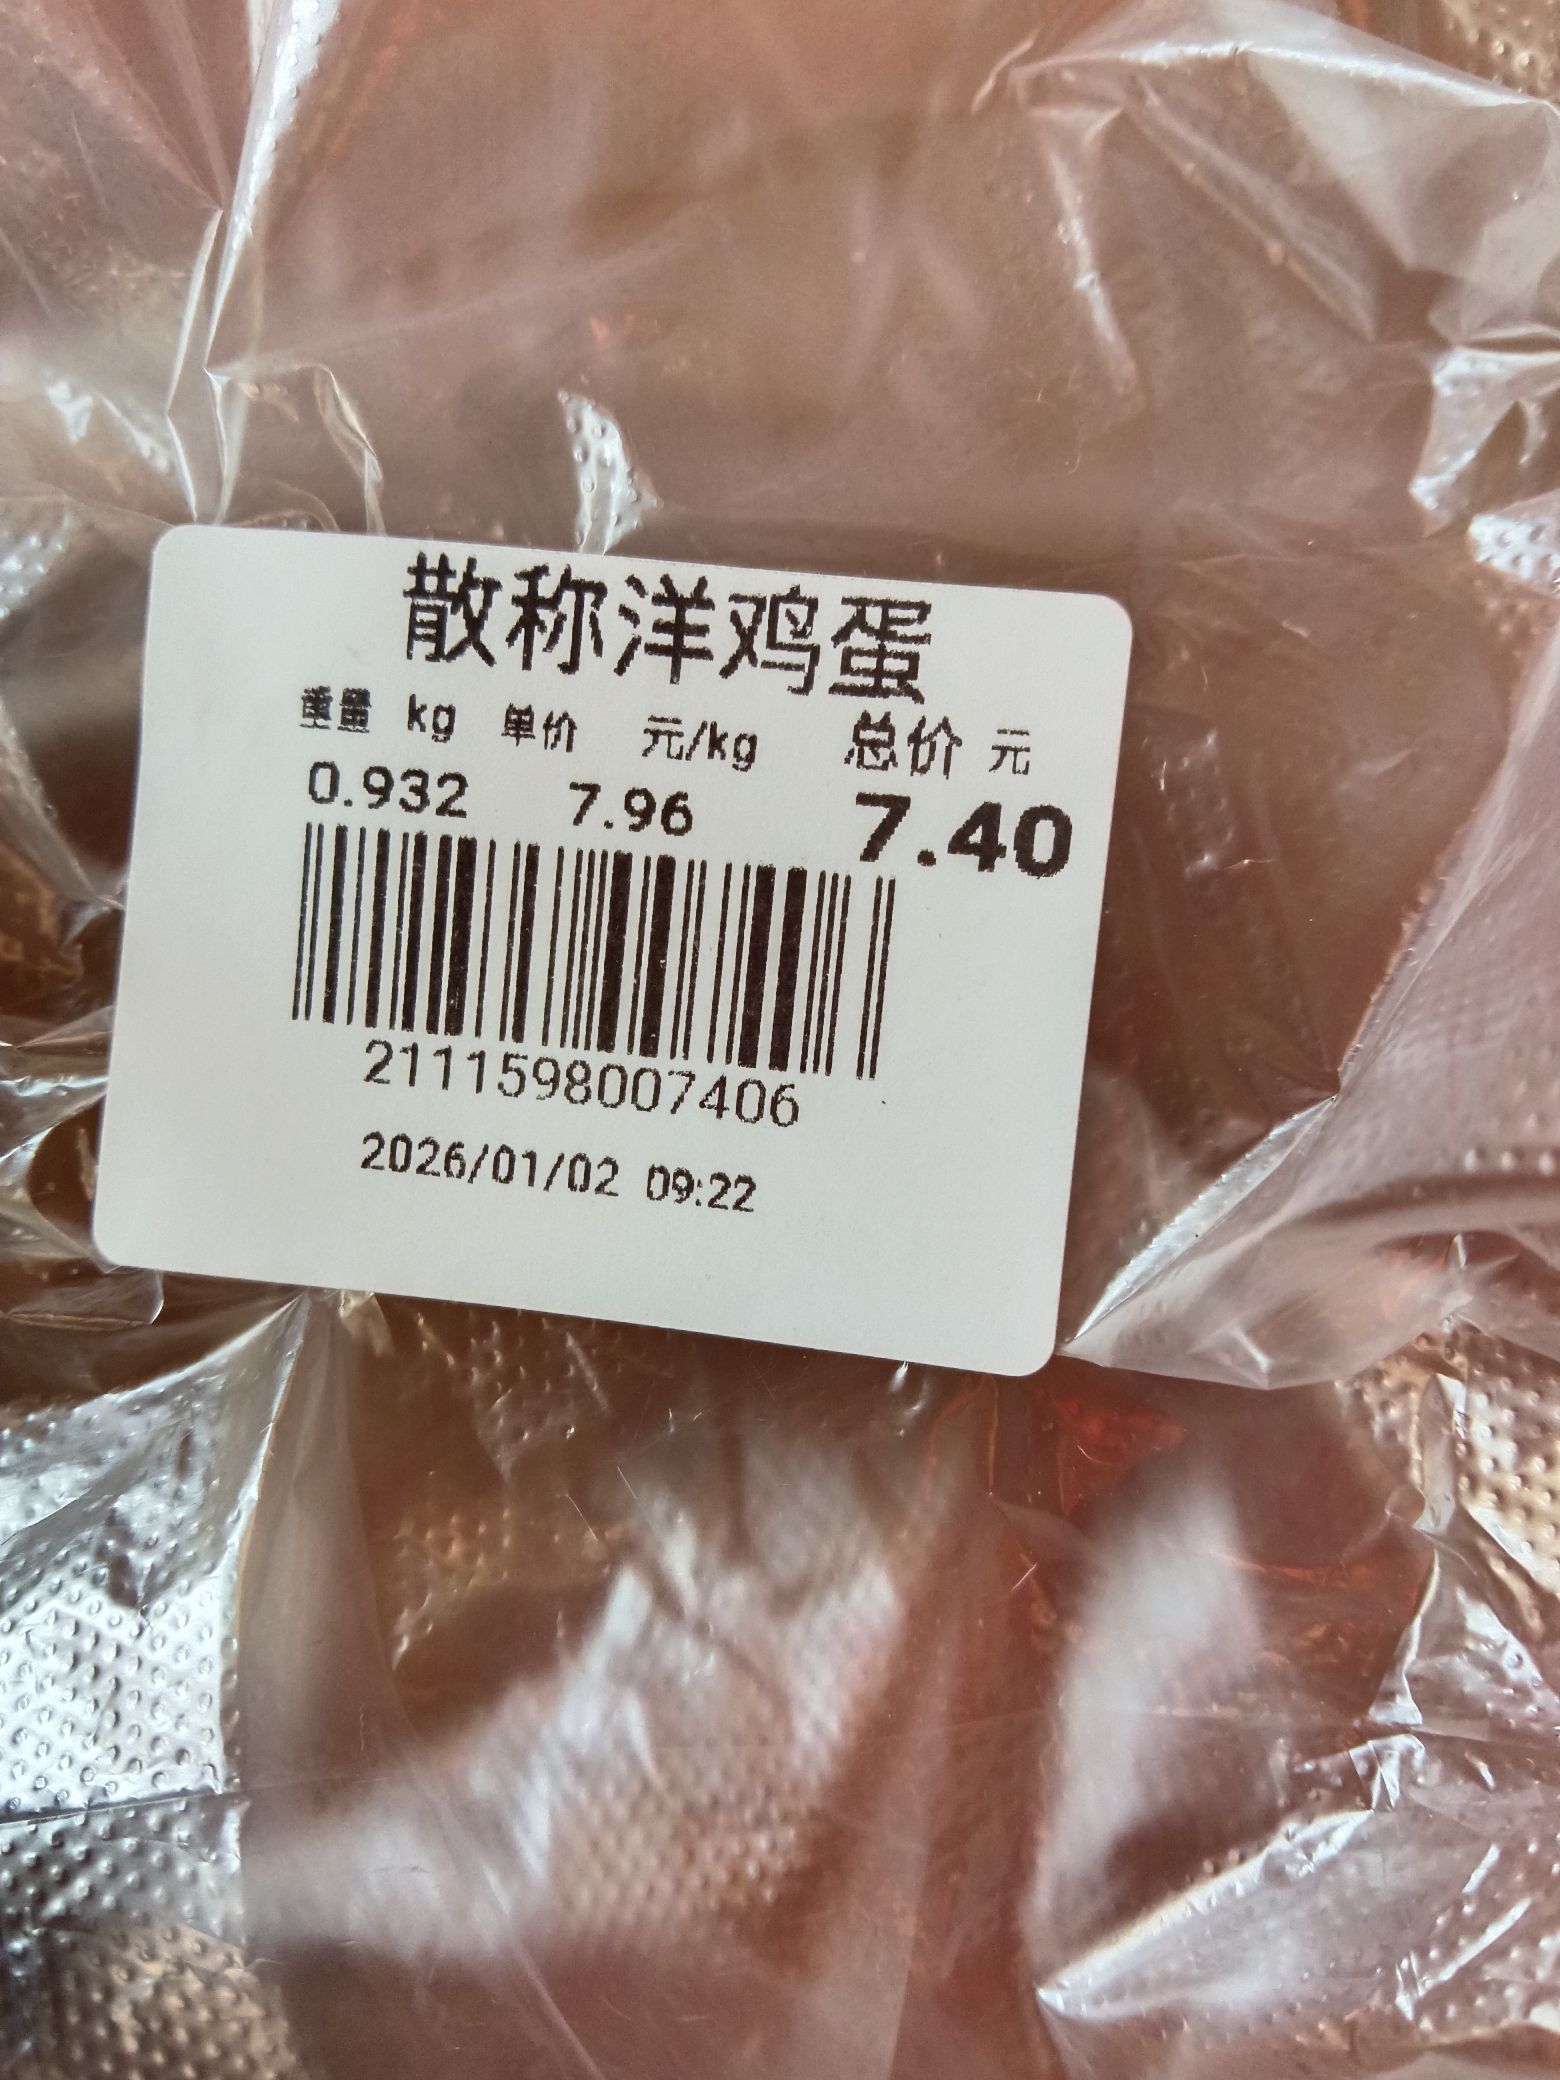 散称洋鸡蛋
重量 kg 单价 元/kg 总价 元
0.932 7.96 7.40
2111598007406
2026/01/02 09:22